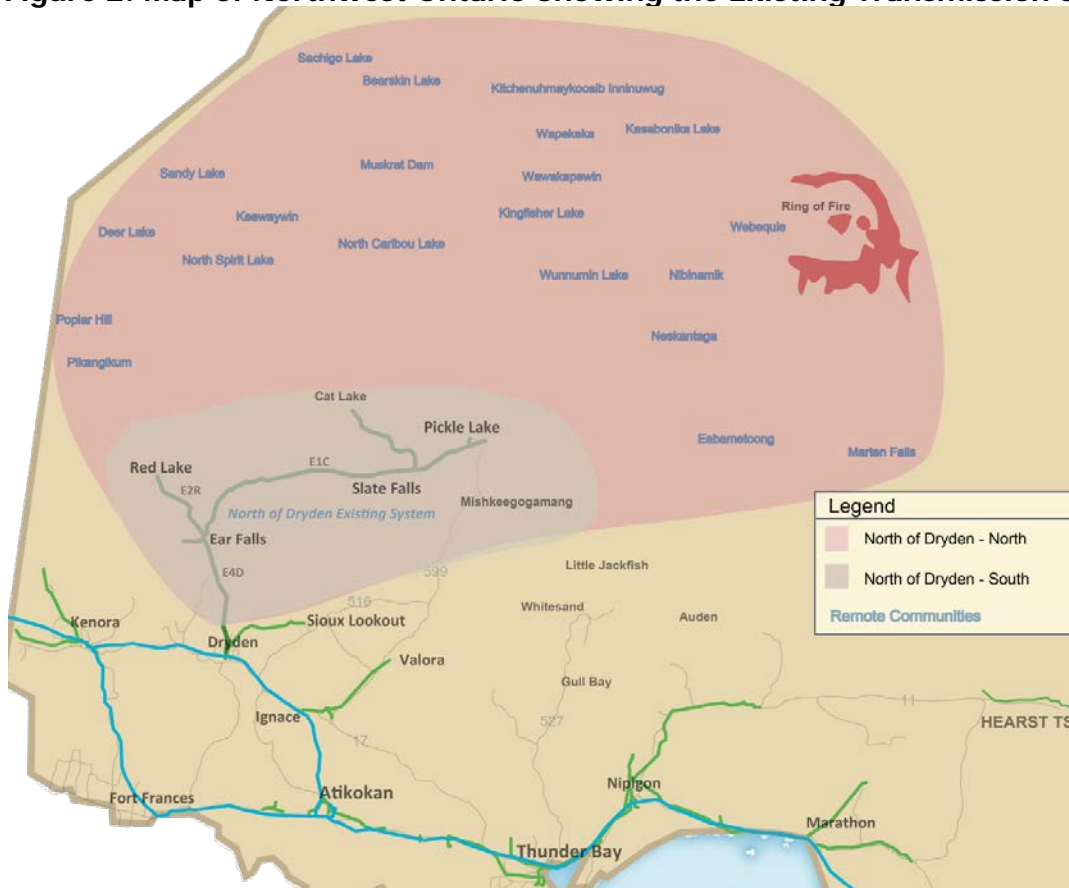 Figure 2: Map of Northwest Ontario showing the Existing Transmission S
Sachigo Lake
Bearskin Lake
Kitchenuhmaykoosib Inninuwug
Wapekeka
Kasabonika Lake
Muskrat Dam
Sandy Lake
Wawakapewin
Ring of Fire
Keewaywin
Kingfisher Lake
Webequie
Deer Lake
North Caribou Lake
North Spirit Lake
Wunnumin Lake
Nibinamik
Poplar Hill
Neskantaga
Pikangikum
Cat Lake
Pickle Lake
Eabametoong
Marten Falls
Red Lake
E1C
E2R
Slate Falls
Mishkeegogamang
North of Dryden Existing System
Ear Falls
E4D
Legend
North of Dryden - North
North of Dryden - South
Remote Communities
Little Jackfish
599
516
Whitesand
Auden
Kenora
Sioux Lookout
Dryden
Valora
Gull Bay
11
Ignace
527
HEARST TS
17
Nipigon
Fort Frances
Atikokan
Marathon
Thunder Bay